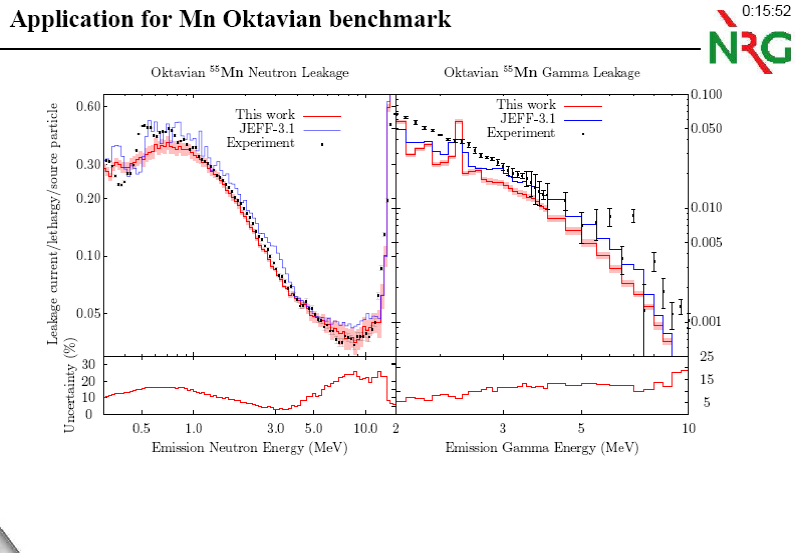 Application for Mn Oktavian benchmark
0:15:52
NRG
Oktavian ⁵⁵Mn Neutron Leakage
Oktavian ⁵⁵Mn Gamma Leakage
This work
JEFF-3.1
Experiment
This work
JEFF-3.1
Experiment
Leakage current/lethargy/source particle
0.60
0.30
0.20
0.10
0.05
0.100
0.050
0.010
0.005
0.001
Uncertainty (%)
30
20
10
0
25
15
5
0.5 1.0 3.0 5.0 10.0
2 3 5 10
Emission Neutron Energy (MeV)
Emission Gamma Energy (MeV)